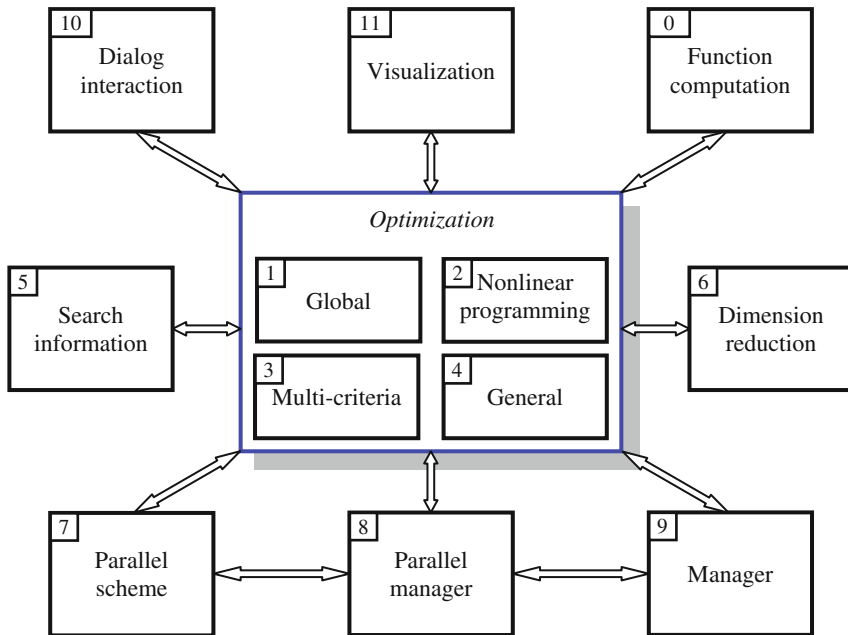 10
Dialog
interaction
11
Visualization
0
Function
computation
Optimization
1
Global
2
Nonlinear
programming
3
Multi-criteria
4
General
5
Search
information
6
Dimension
reduction
7
Parallel
scheme
8
Parallel
manager
9
Manager